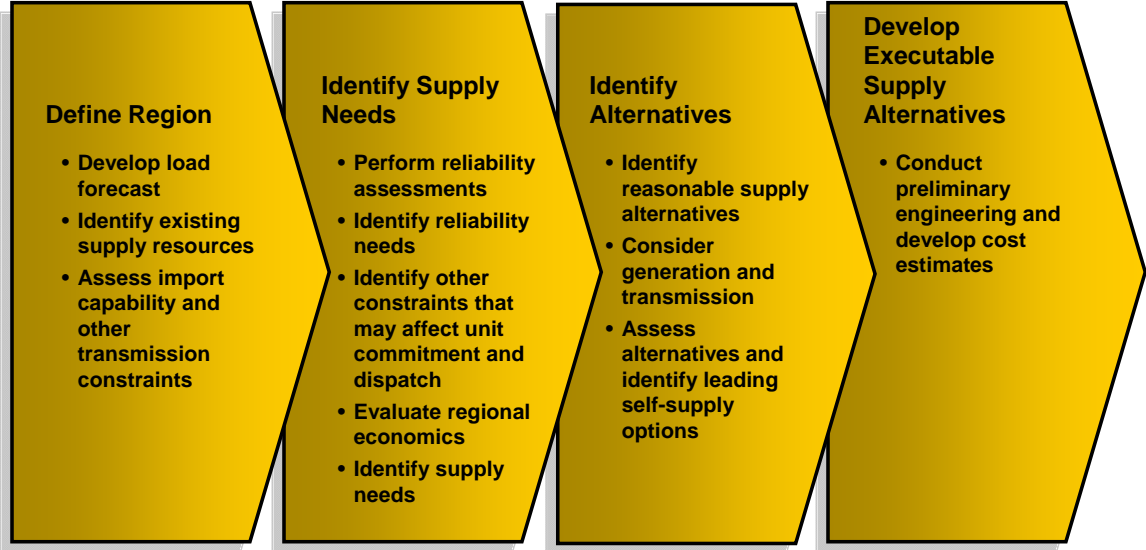 Define Region
• Develop load
forecast
• Identify existing
supply resources
• Assess import
capability and
other
transmission
constraints
Identify Supply
Needs
• Perform reliability
assessments
• Identify reliability
needs
• Identify other
constraints that
may affect unit
commitment and
dispatch
• Evaluate regional
economics
• Identify supply
needs
Identify
Alternatives
• Identify
reasonable supply
alternatives
• Consider
generation and
transmission
• Assess
alternatives and
identify leading
self-supply
options
Develop
Executable
Supply
Alternatives
• Conduct
preliminary
engineering and
develop cost
estimates